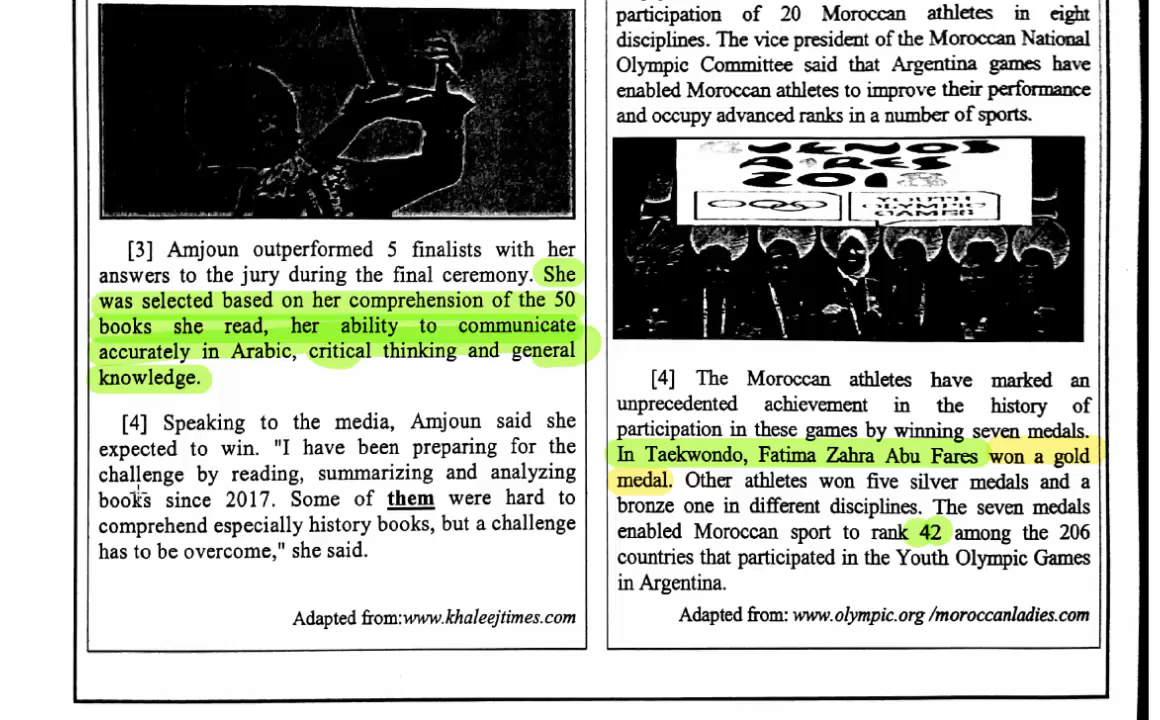 [3] Amjoun outperformed 5 finalists with her
answers to the jury during the final ceremony. She
was selected based on her comprehension of the 50
books she read, her ability to communicate
accurately in Arabic, critical thinking and general
knowledge.
[4] Speaking to the media, Amjoun said she
expected to win. "I have been preparing for the
challenge by reading, summarizing and analyzing
books since 2017. Some of them were hard to
comprehend especially history books, but a challenge
has to be overcome," she said.
Adapted from:www.khaleejtimes.com
participation of 20 Moroccan athletes in eight
disciplines. The vice president of the Moroccan National
Olympic Committee said that Argentina games have
enabled Moroccan athletes to improve their performance
and occupy advanced ranks in a number of sports.
AIRES
201
YOUTH
OLYMPIC
GAMES
[4] The Moroccan athletes have marked an
unprecedented achievement in the history of
participation in these games by winning seven medals.
In Taekwondo, Fatima Zahra Abu Fares won a gold
medal. Other athletes won five silver medals and a
bronze one in different disciplines. The seven medals
enabled Moroccan sport to rank 42 among the 206
countries that participated in the Youth Olympic Games
in Argentina.
Adapted from: www.olympic.org /moroccanladies.com